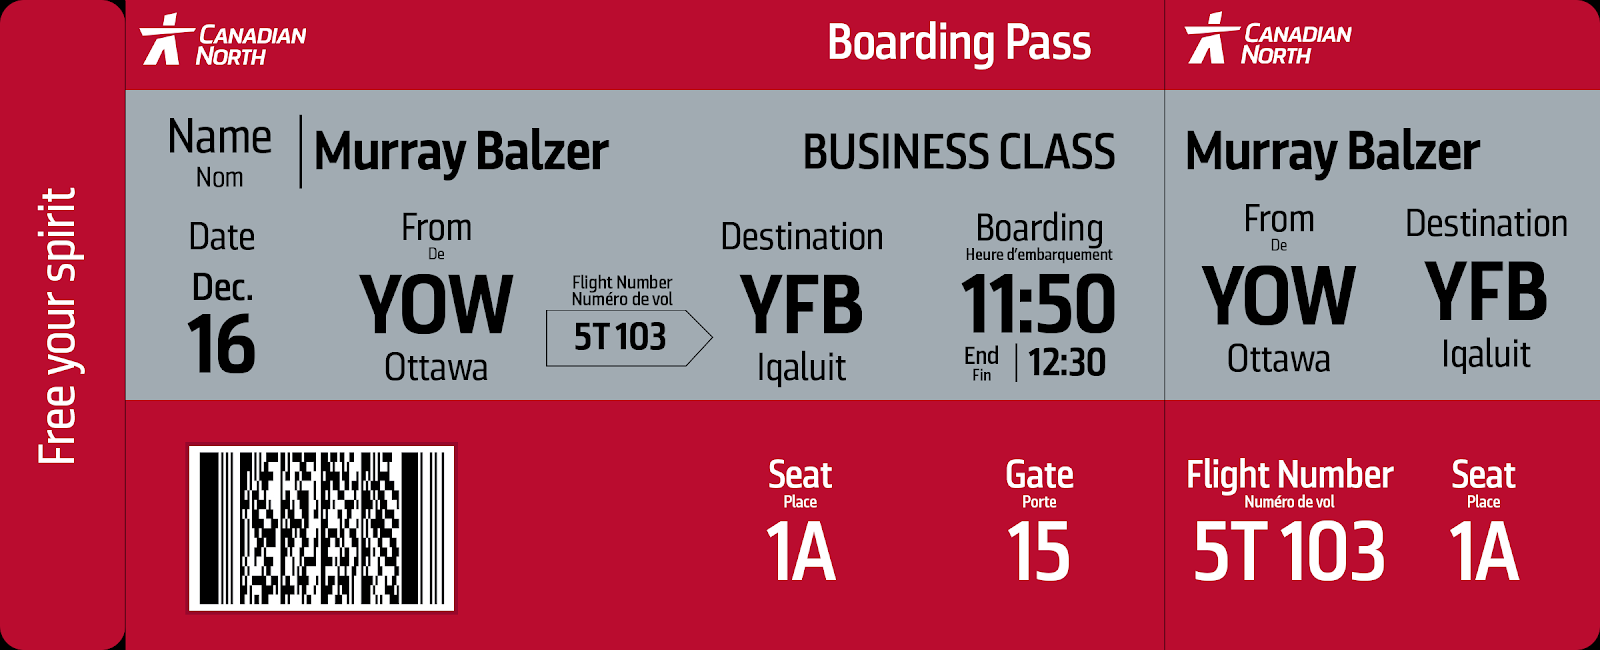 Free your spirit
CANADIAN
NORTH
Boarding Pass
Name
Nom
Murray Balzer
BUSINESS CLASS
Date
Dec.
16
From
De
YOW
Ottawa
Flight Number
Numéro de vol
5T 103
Destination
YFB
Iqaluit
Boarding
Heure d'embarquement
11:50
End
Fin
12:30
Seat
Place
1A
Gate
Porte
15
CANADIAN
NORTH
Murray Balzer
From
De
YOW
Ottawa
Destination
YFB
Iqaluit
Flight Number
Numéro de vol
5T 103
Seat
Place
1A